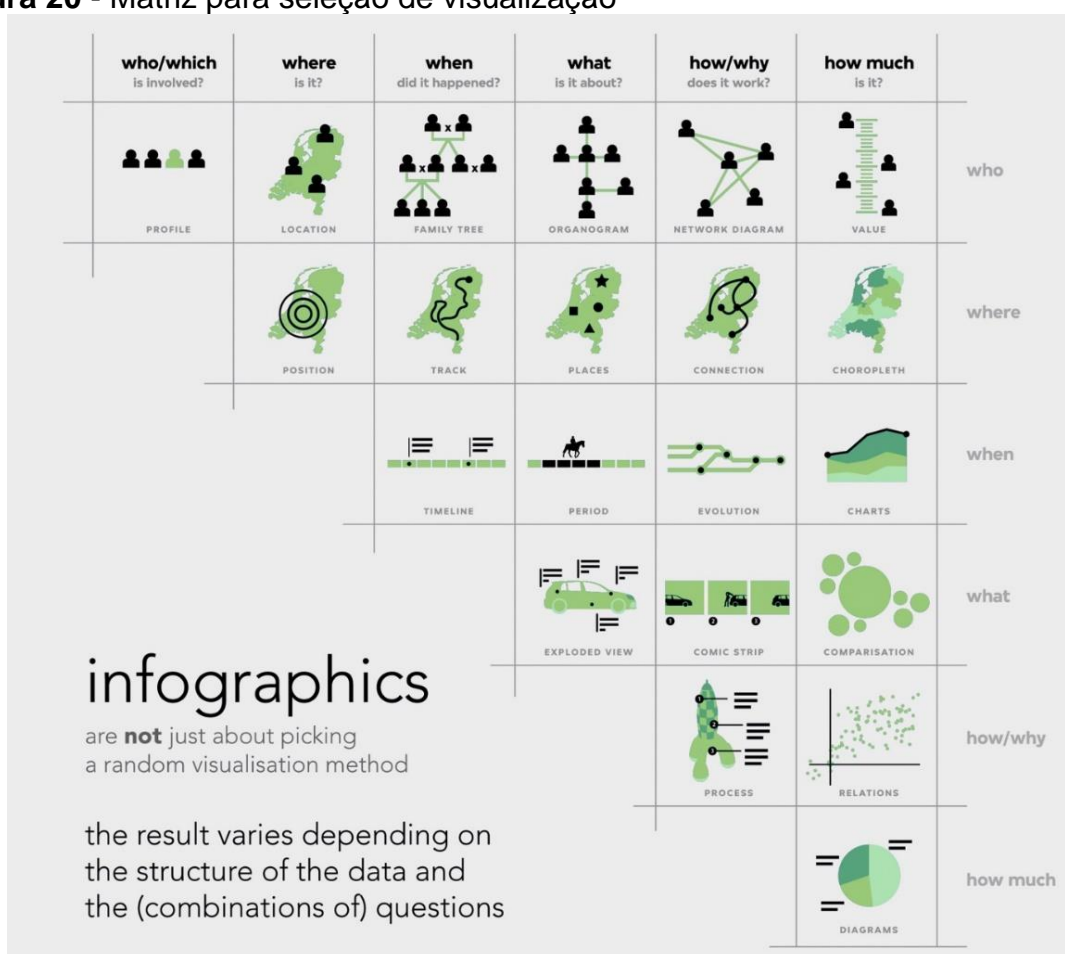 Matriz para seleção de visualização
who/which
is involved?
where
is it?
when
did it happened?
what
is it about?
how/why
does it work?
how much
is it?
PROFILE
LOCATION
FAMILY TREE
ORGANOGRAM
NETWORK DIAGRAM
VALUE
who
POSITION
TRACK
PLACES
CONNECTION
CHOROPLETH
where
TIMELINE
PERIOD
EVOLUTION
CHARTS
when
EXPLODED VIEW
COMIC STRIP
COMPARISATION
what
1
2
3
PROCESS
RELATIONS
how/why
DIAGRAMS
how much
infographics
are not just about picking
a random visualisation method
the result varies depending on
the structure of the data and
the (combinations of) questions